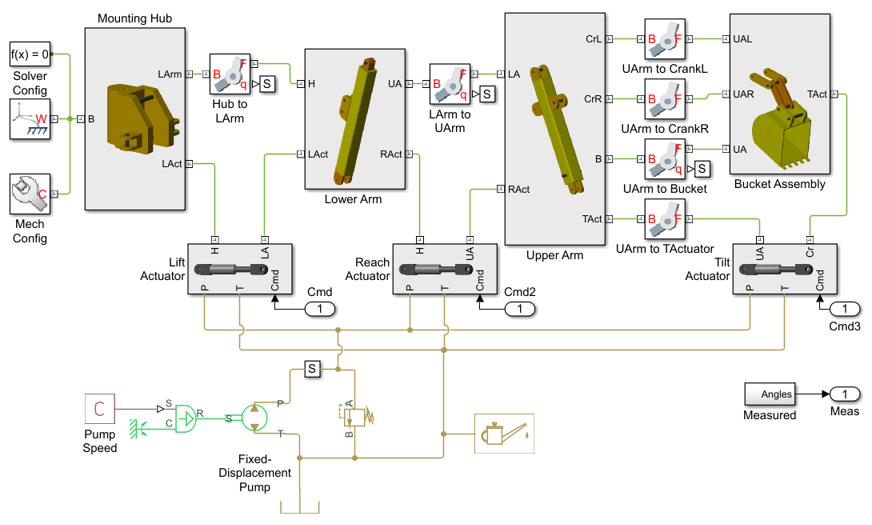 Mounting Hub
f(x) = 0
Solver
Config
W
C
Mech
Config
B
LArm
LAct
B
F
q
S
Hub to
LArm
H
UA
LAct
RAct
Lower Arm
B
F
q
S
LArm to
UArm
LA
RAct
CrL
CrR
B
TAct
Upper Arm
B
F
UArm to CrankL
B
F
UArm to CrankR
B
F
q
S
UArm to Bucket
B
F
UArm to TActuator
UAL
UAR
UA
TAct
Bucket Assembly
H
LA
Lift
Actuator
P
T
Cmd
Cmd
1
H
UA
Reach
Actuator
P
T
Cmd
Cmd2
1
UA
Cr
Tilt
Actuator
P
T
Cmd
1
Cmd3
S
C
Pump
Speed
S
C
R
S
P
T
Fixed-
Displacement
Pump
A
B
Angles
Measured
1
Meas